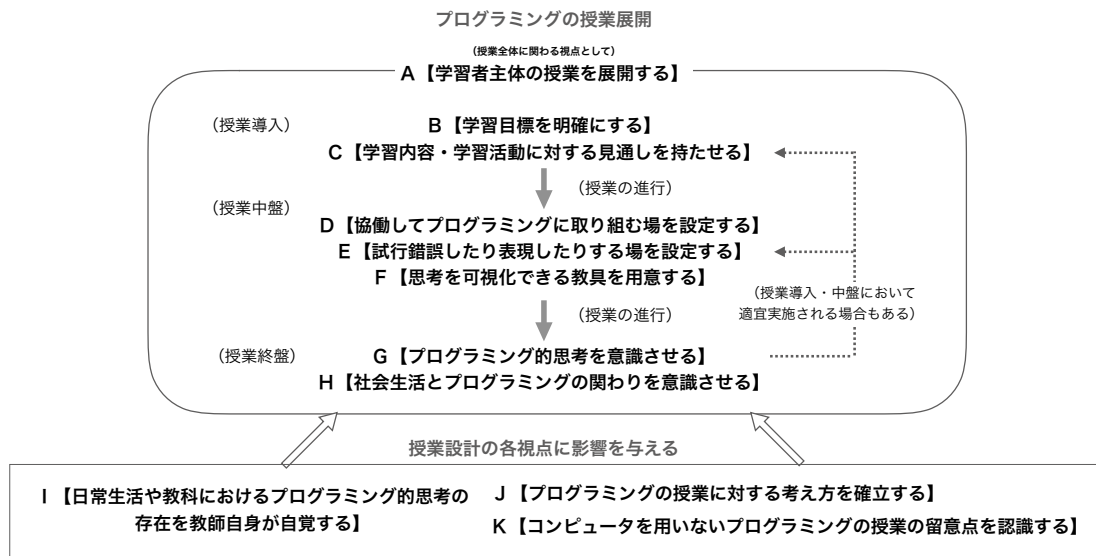 プログラミングの授業展開
（授業全体に関わる視点として）
A【学習者主体の授業を展開する】
（授業導入）
B【学習目標を明確にする】
C【学習内容・学習活動に対する見通しを持たせる】
（授業の進行）
（授業中盤）
D【協働してプログラミングに取り組む場を設定する】
E【試行錯誤したり表現したりする場を設定する】
F【思考を可視化できる教具を用意する】
（授業導入・中盤において
適宜実施される場合もある）
（授業の進行）
（授業終盤）
G【プログラミング的思考を意識させる】
H【社会生活とプログラミングの関わりを意識させる】
授業設計の各視点に影響を与える
I【日常生活や教科におけるプログラミング的思考の
存在を教師自身が自覚する】
J【プログラミングの授業に対する考え方を確立する】
K【コンピュータを用いないプログラミングの授業の留意点を認識する】